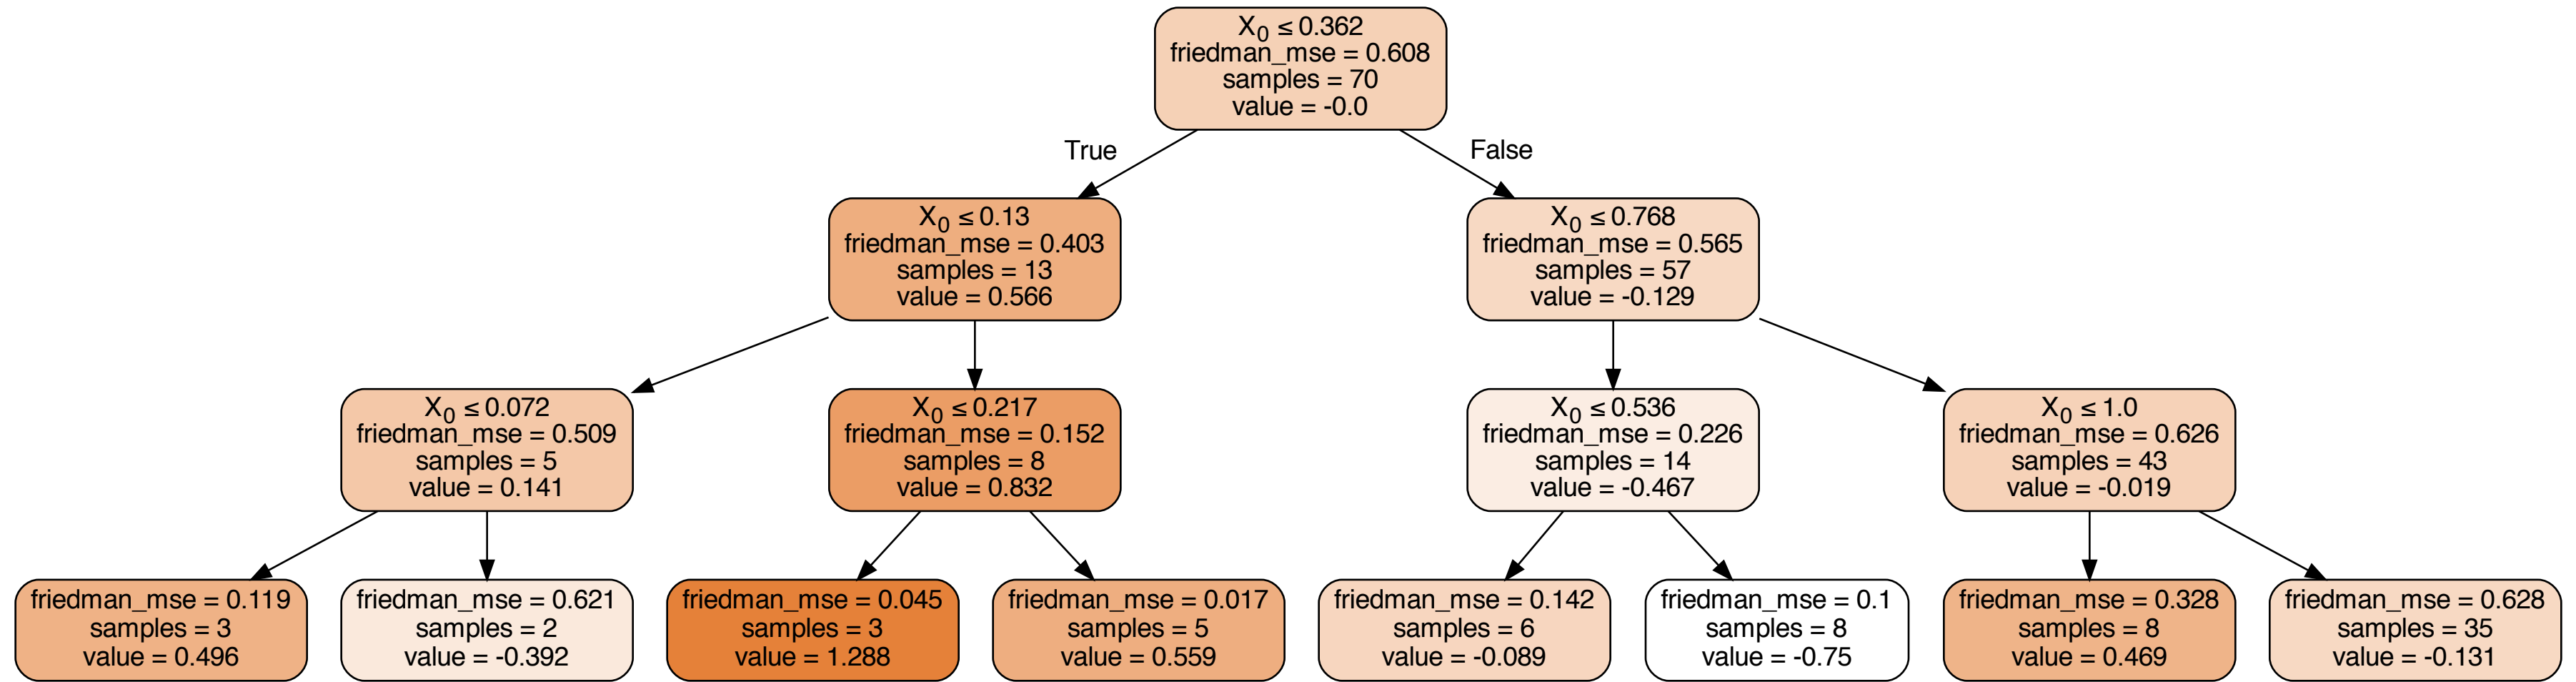 X0 ≤ 0.362
friedman_mse = 0.608
samples = 70
value = -0.0
True
False
X0 ≤ 0.13
friedman_mse = 0.403
samples = 13
value = 0.566
X0 ≤ 0.768
friedman_mse = 0.565
samples = 57
value = -0.129
X0 ≤ 0.072
friedman_mse = 0.509
samples = 5
value = 0.141
X0 ≤ 0.217
friedman_mse = 0.152
samples = 8
value = 0.832
X0 ≤ 0.536
friedman_mse = 0.226
samples = 14
value = -0.467
X0 ≤ 1.0
friedman_mse = 0.626
samples = 43
value = -0.019
friedman_mse = 0.119
samples = 3
value = 0.496
friedman_mse = 0.621
samples = 2
value = -0.392
friedman_mse = 0.045
samples = 3
value = 1.288
friedman_mse = 0.017
samples = 5
value = 0.559
friedman_mse = 0.142
samples = 6
value = -0.089
friedman_mse = 0.1
samples = 8
value = -0.75
friedman_mse = 0.328
samples = 8
value = 0.469
friedman_mse = 0.628
samples = 35
value = -0.131